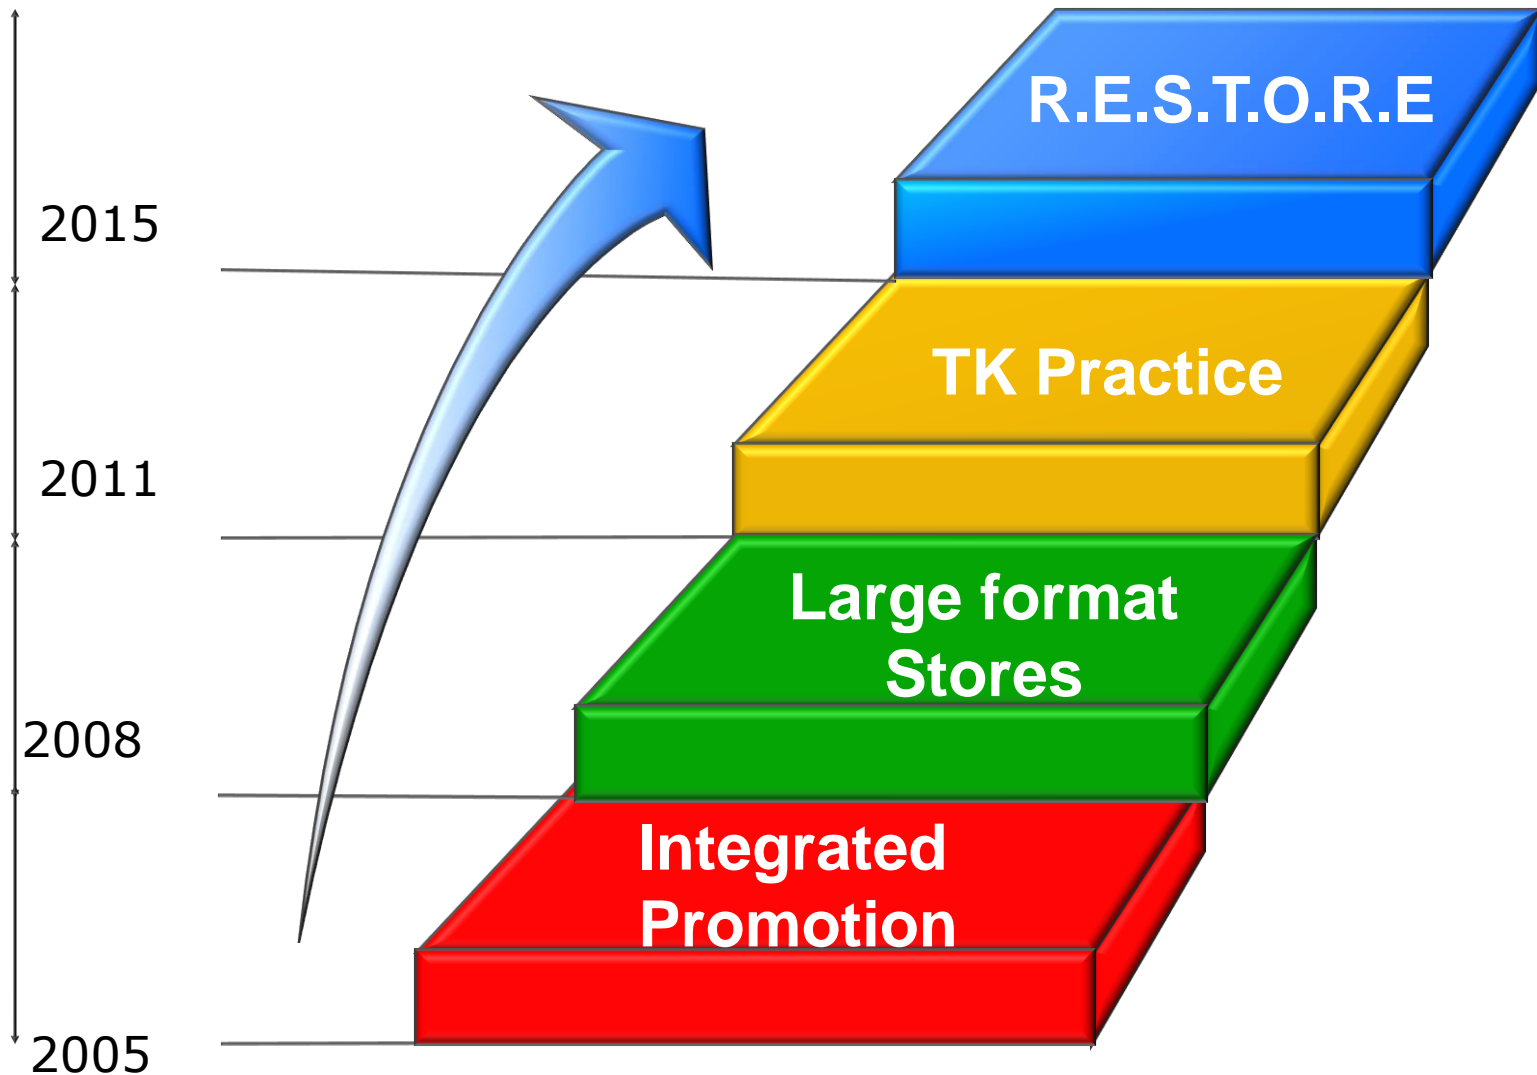 R.E.S.T.O.R.E
2015
TK Practice
2011
Large format
Stores
2008
Integrated
Promotion
2005